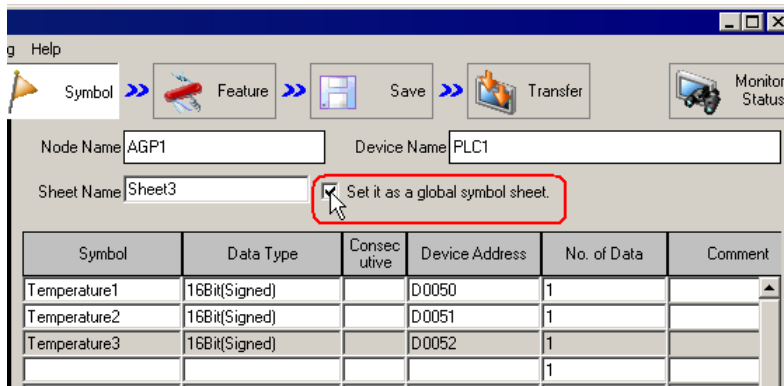 g Help
Symbol Feature Save Transfer Monitor
Status
Node Name AGP1 Device Name PLC1
Sheet Name Sheet3 Set it as a global symbol sheet.
Symbol Data Type Consec
utive Device Address No. of Data Comment
Temperature1 16Bit(Signed) D0050 1
Temperature2 16Bit(Signed) D0051 1
Temperature3 16Bit(Signed) D0052 1
1